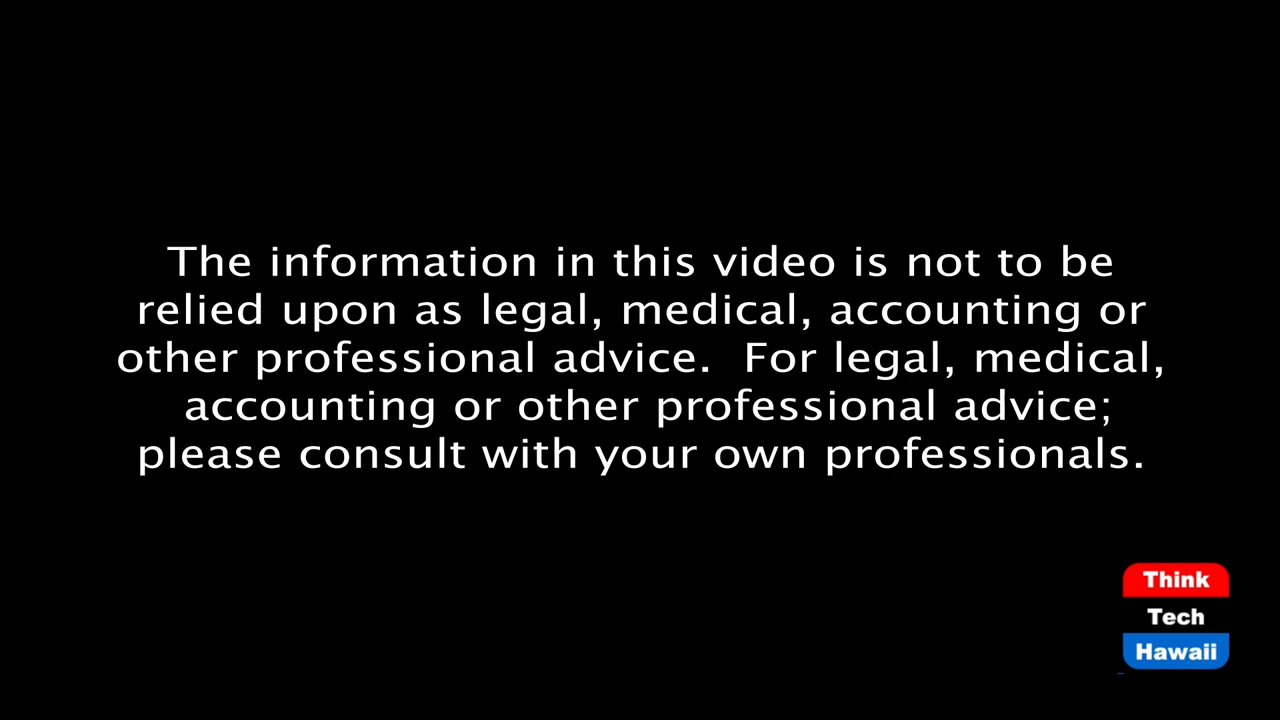 The information in this video is not to be
relied upon as legal, medical, accounting or
other professional advice.  For legal, medical,
accounting or other professional advice;
please consult with your own professionals.
Think
Tech
Hawaii